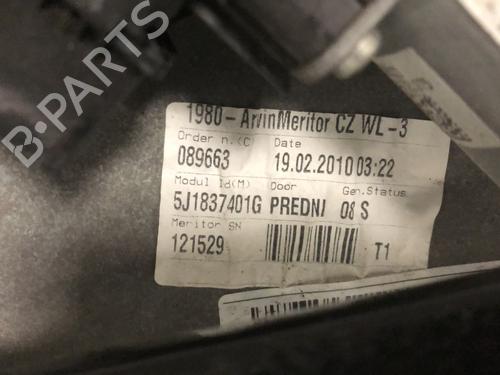 1980 - ArvinMeritor CZ WL - 3
Order n.(C) Date
089663 19.02.2010 03:22
Modul Id(M) Door Gen.Status
5J1837401G PREDNI 08 S
Meritor SN
121529 T1
B-PARTS